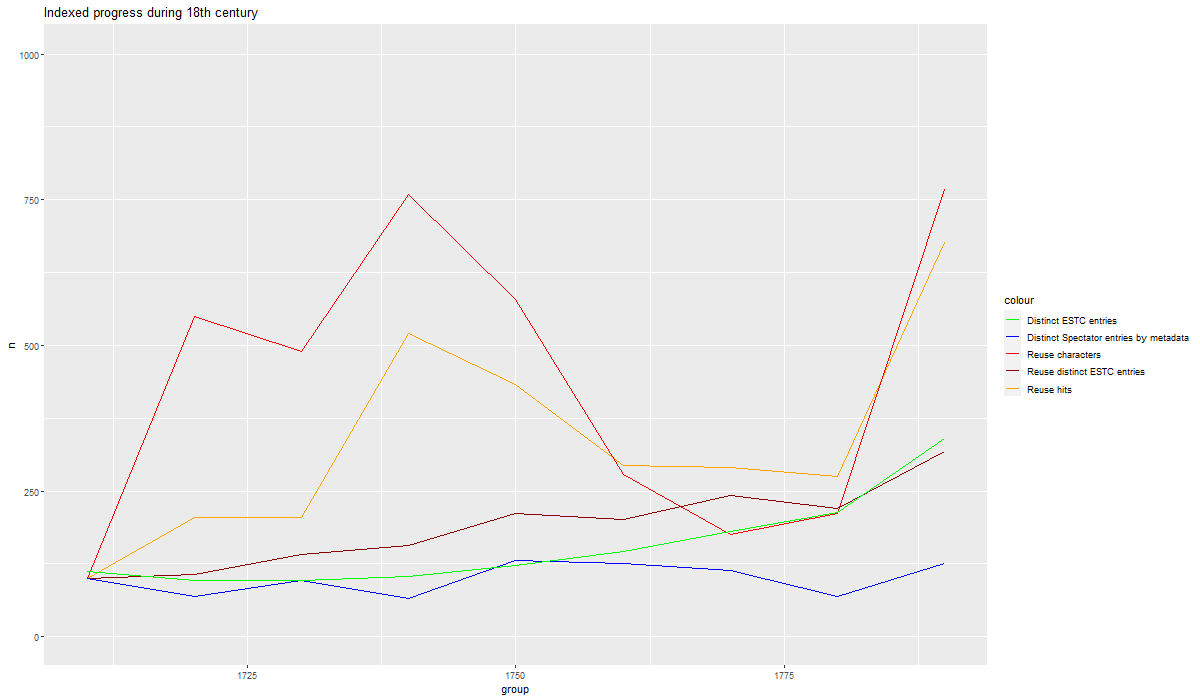 Indexed progress during 18th century
1000
750
500
250
0
n
1725
1750
1775
group
colour
Distinct ESTC entries
Distinct Spectator entries by metadata
Reuse characters
Reuse distinct ESTC entries
Reuse hits